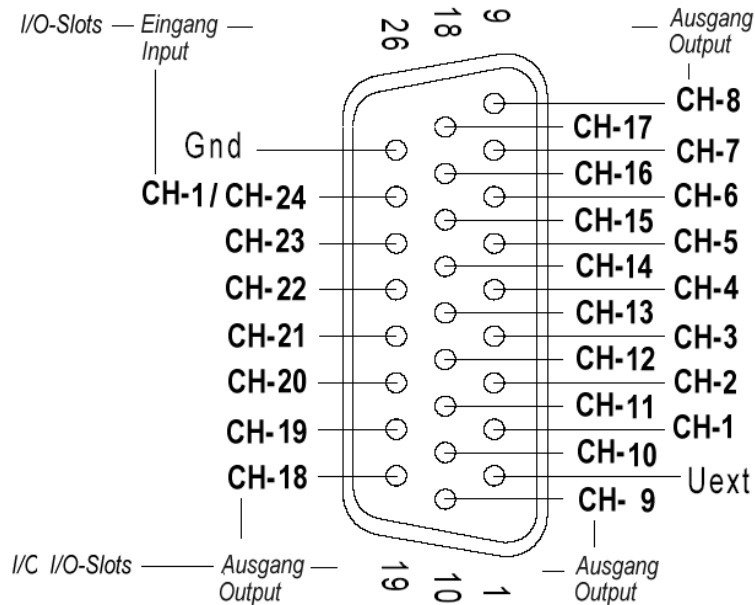 I/O-Slots — Eingang
Input
26
18
9
Ausgang
Output
CH-8
CH-17
Gnd
CH-7
CH-16
CH-1/ CH-24
CH-6
CH-15
CH-23
CH-5
CH-14
CH-22
CH-4
CH-13
CH-21
CH-3
CH-12
CH-20
CH-2
CH-11
CH-19
CH-1
CH-10
CH-18
Uext
CH- 9
I/C I/O-Slots
Ausgang
Output
19
10
1
Ausgang
Output